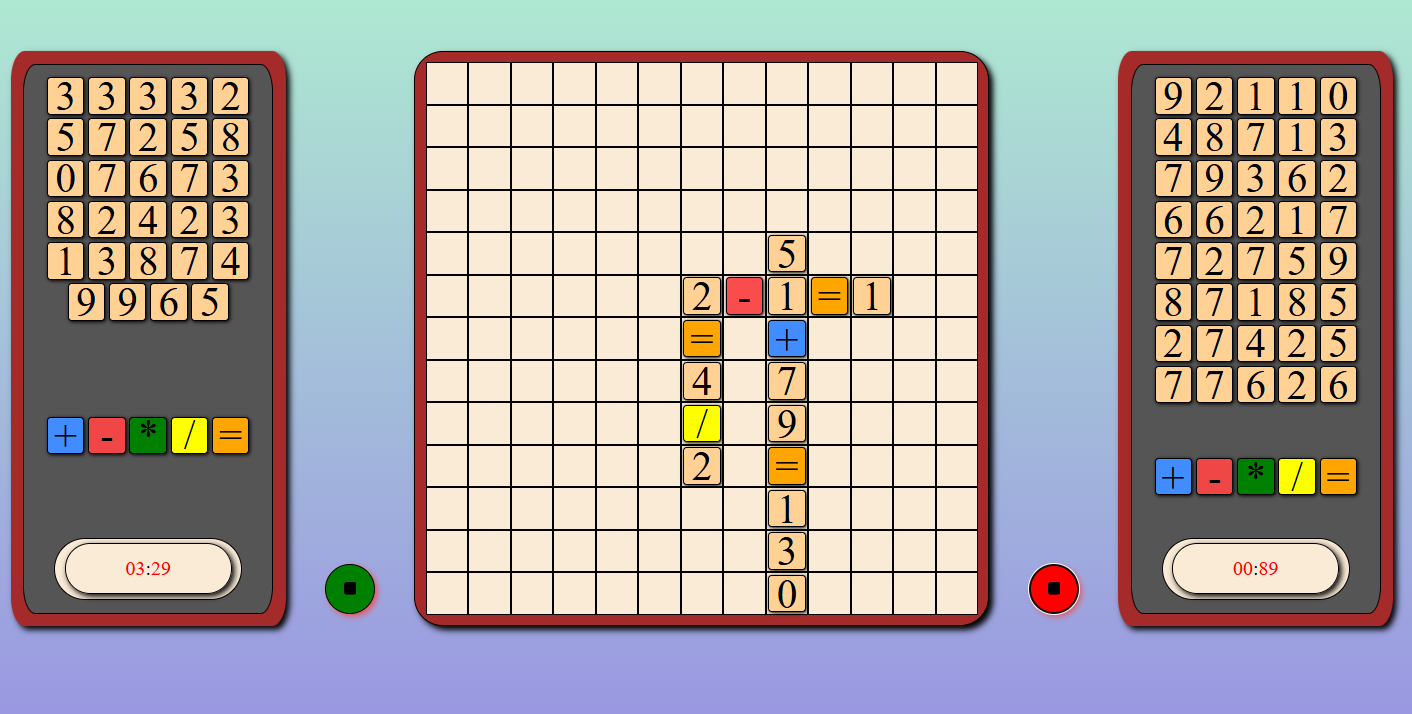 3 3 3 3 2
5 7 2 5 8
0 7 6 7 3
8 2 4 2 3
1 3 8 7 4
9 9 6 5
+ - * / =
03:29
5
2 - 1 = 1
= +
4 7
/ 9
2 =
1
3
0
9 2 1 1 0
4 8 7 1 3
7 9 3 6 2
6 6 2 1 7
7 2 7 5 9
8 7 1 8 5
2 7 4 2 5
7 7 6 2 6
+ - * / =
00:89